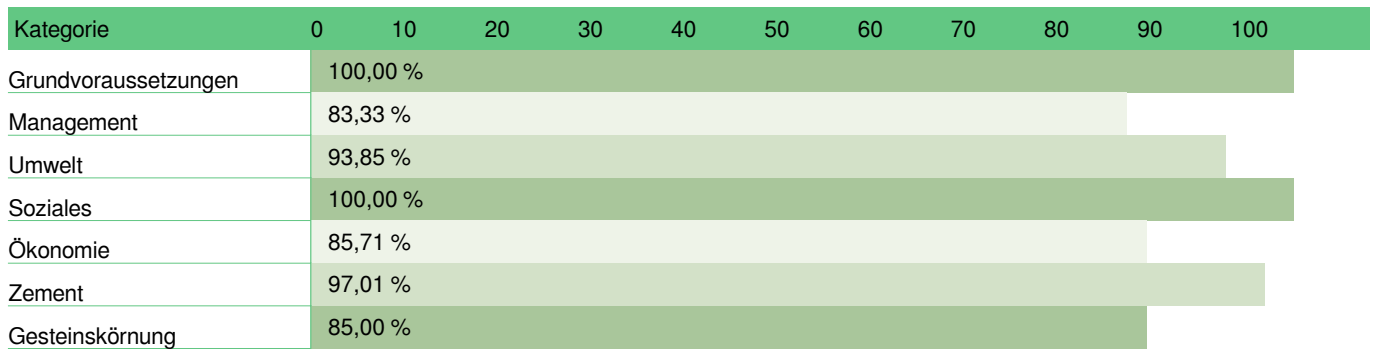 Kategorie 0 10 20 30 40 50 60 70 80 90 100
Grundvoraussetzungen 100,00 %
Management 83,33 %
Umwelt 93,85 %
Soziales 100,00 %
Ökonomie 85,71 %
Zement 97,01 %
Gesteinskörnung 85,00 %